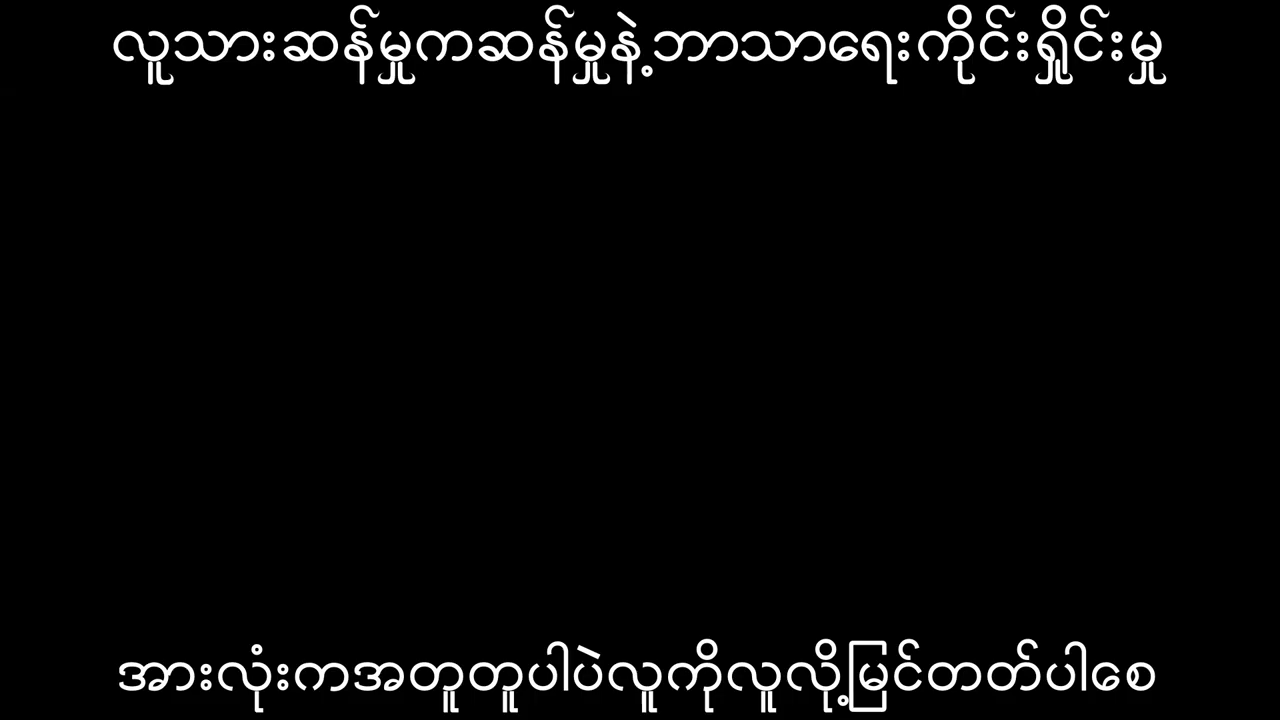 လူသားဆန်မှုကဆန်မှုနဲ့ဘာသာရေးကိုင်းရှိုင်းမှု
အားလုံးကအတူတူပါပဲလူကိုလူလို့မြင်တတ်ပါစေ